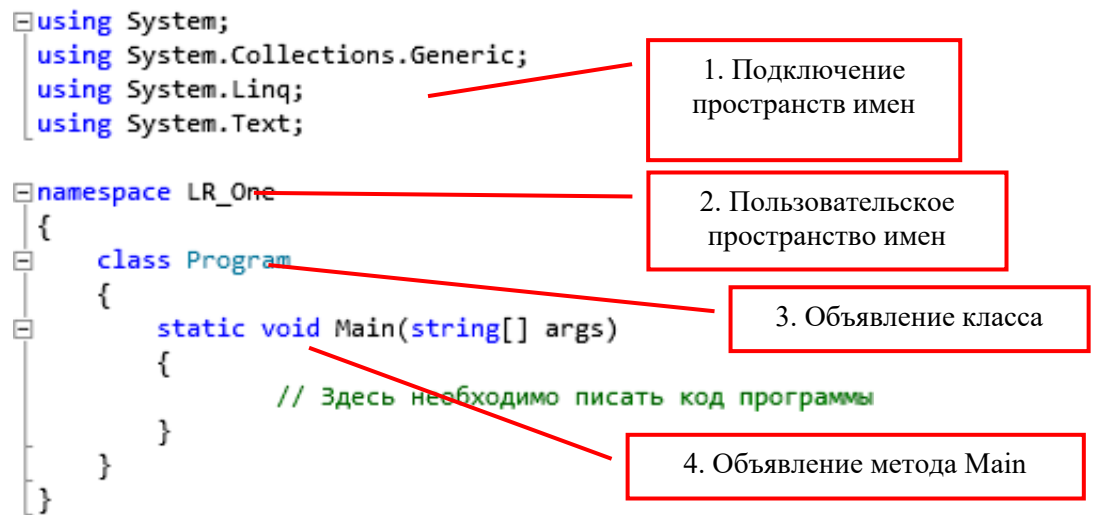 using System;
using System.Collections.Generic;
using System.Linq;
using System.Text;
1. Подключение
пространств имен
namespace LR_One
2. Пользовательское
пространство имен
{
class Program
{
3. Объявление класса
static void Main(string[] args)
{
// Здесь необходимо писать код программы
}
4. Объявление метода Main
}
}